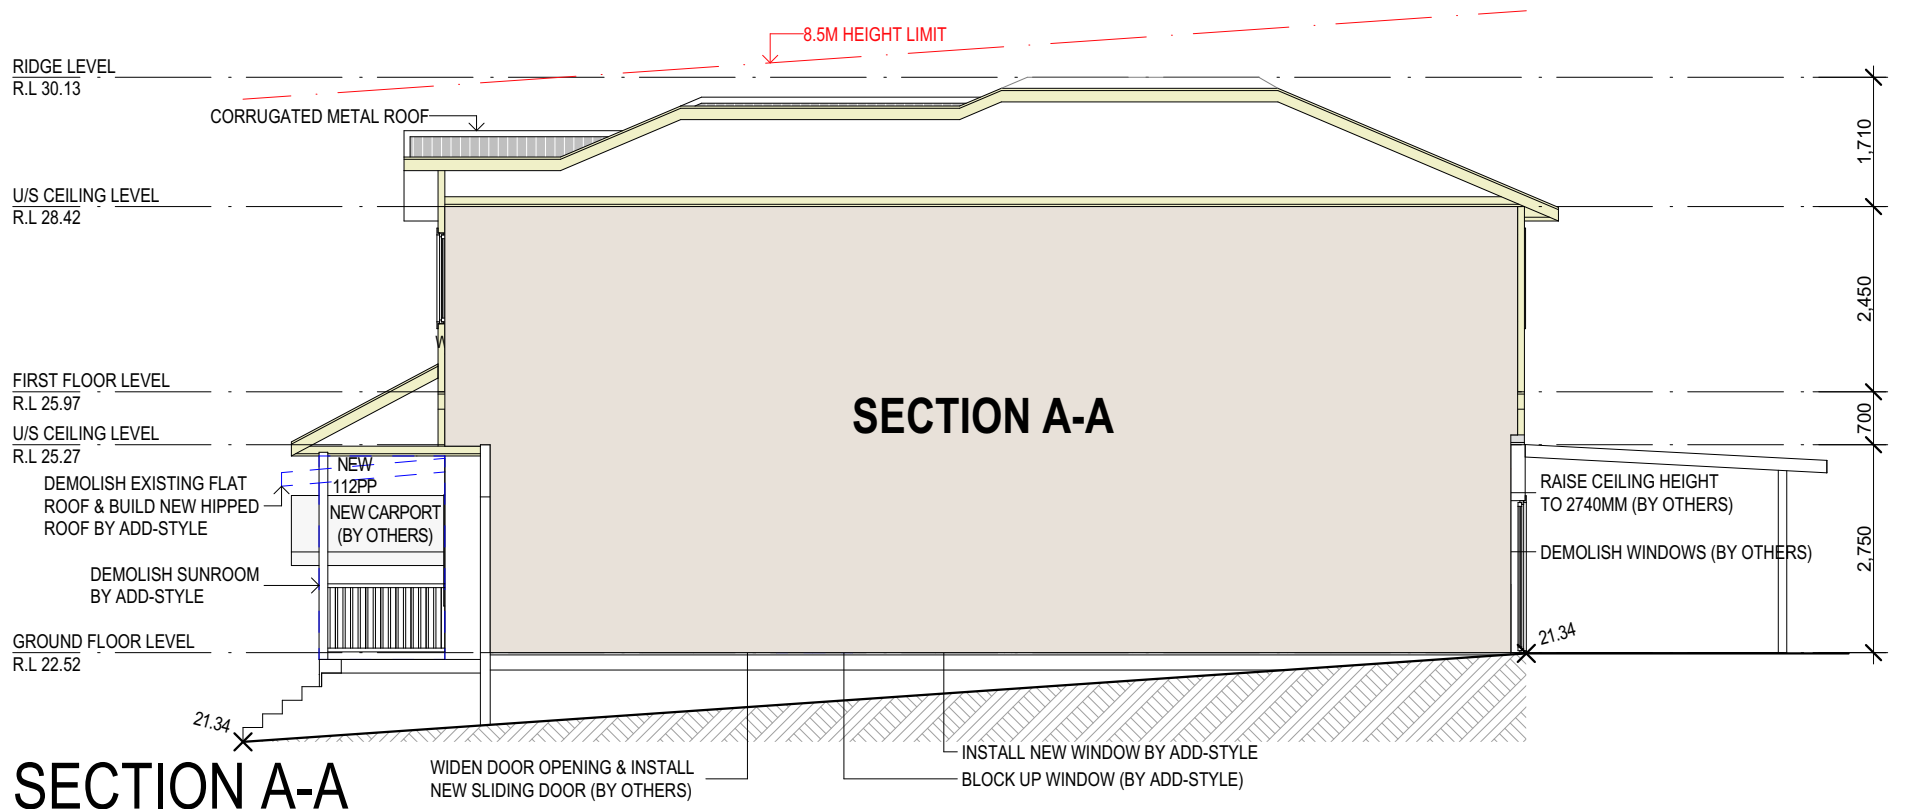 8.5M HEIGHT LIMIT
RIDGE LEVEL
R.L 30.13
CORRUGATED METAL ROOF
1,710
U/S CEILING LEVEL
R.L 28.42
2,450
W
FIRST FLOOR LEVEL
R.L 25.97
SECTION A-A
700
U/S CEILING LEVEL
R.L 25.27
NEW
112PP
DEMOLISH EXISTING FLAT
ROOF & BUILD NEW HIPPED
ROOF BY ADD-STYLE
NEW CARPORT
(BY OTHERS)
RAISE CEILING HEIGHT
TO 2740MM (BY OTHERS)
DEMOLISH WINDOWS (BY OTHERS)
2,750
DEMOLISH SUNROOM
BY ADD-STYLE
GROUND FLOOR LEVEL
R.L 22.52
21.34
21.34
INSTALL NEW WINDOW BY ADD-STYLE
WIDEN DOOR OPENING & INSTALL
NEW SLIDING DOOR (BY OTHERS)
BLOCK UP WINDOW (BY ADD-STYLE)
SECTION A-A